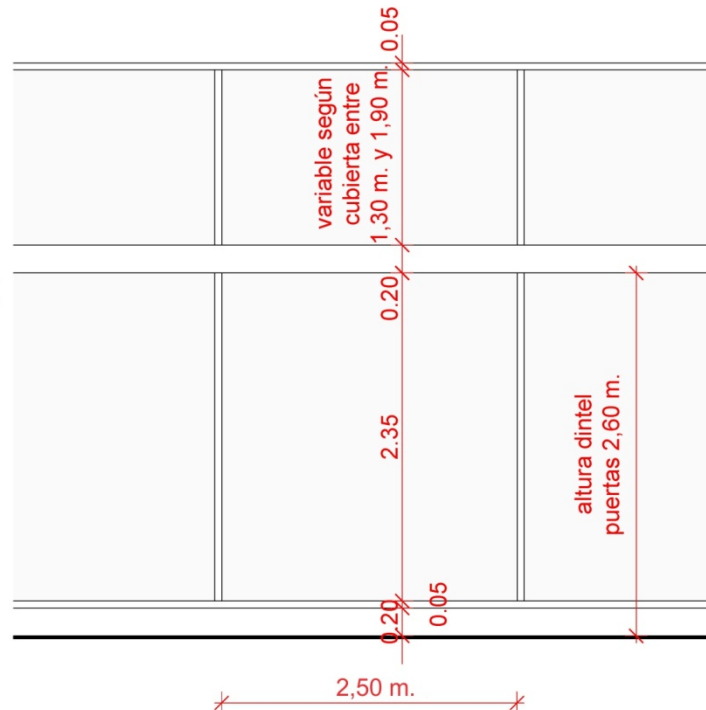 0.05
variable según
cubierta entre
1,30 m. y 1,90 m.
0.20
2.35
altura dintel
puertas 2,60 m.
0.20
0.05
2,50 m.